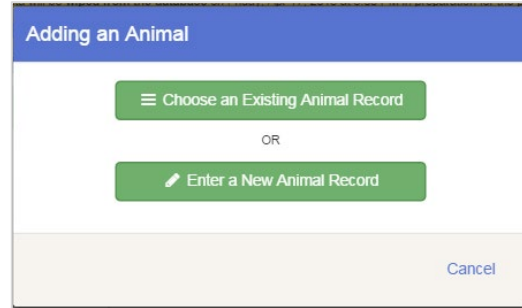 Adding an Animal
Choose an Existing Animal Record
OR
Enter a New Animal Record
Cancel